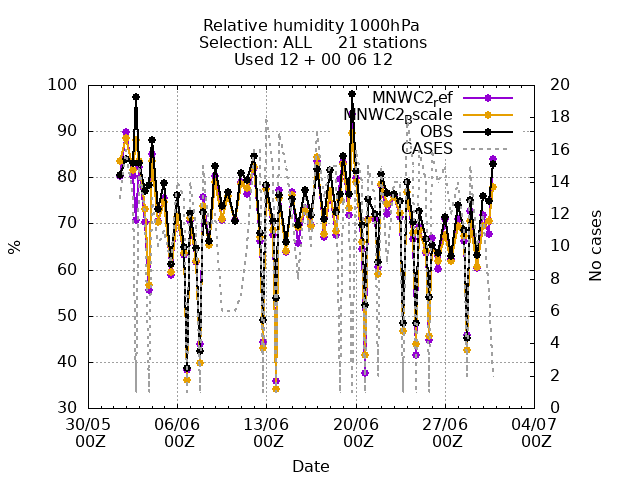 Relative humidity 1000hPa
Selection: ALL 21 stations
Used 12 + 00 06 12
MNWC2ref
MNWC2Bscale
OBS
CASES
100
90
80
70
60
50
40
30
%
20
18
16
14
12
10
8
6
4
2
0
No cases
30/05 06/06 13/06 20/06 27/06 04/07
00Z 00Z 00Z 00Z 00Z 00Z
Date